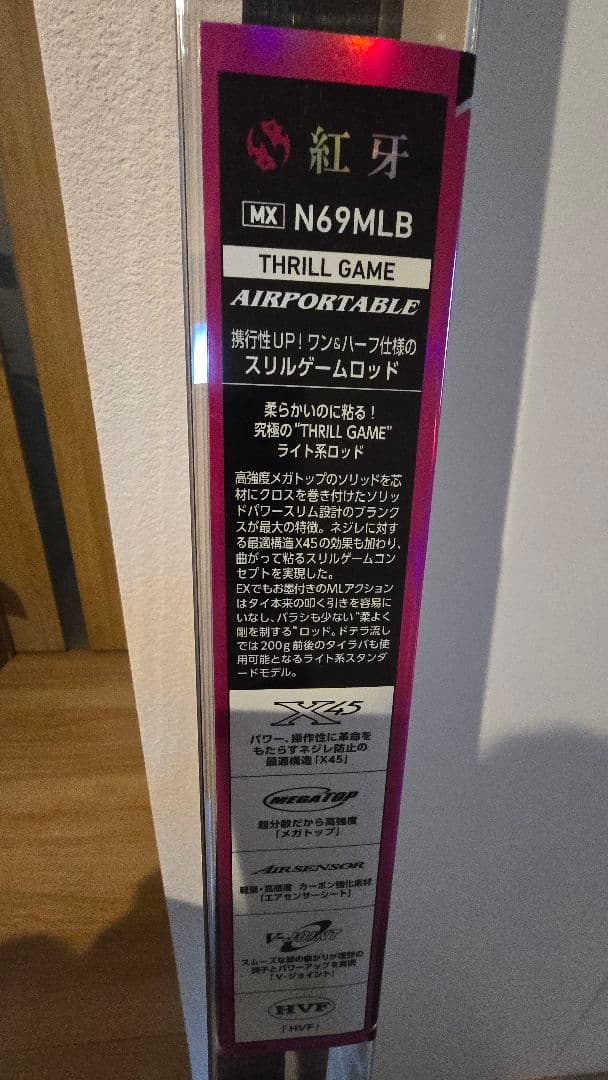 紅牙
MX N69MLB
THRILL GAME
AIRPORTABLE
携行性UP!ワン&ハーフ仕様の
スリルゲームロッド
柔らかいのに粘る!
究極の"THRILL GAME"
ライト系ロッド
高強度メガトップのソリッドを芯
材にクロスを巻き付けたソリッ
ドパワースリム設計のブランク
スが最大の特徴。ネジレに対す
る最適構造X45の効果も加わり、
曲がって粘るスリルゲームコン
セプトを実現した。
EXでもお墨付きのMLアクション
はタイ本来の叩く引きを容易に
いなし、バラシも少ない"柔よく
剛を制する"ロッド。ドテラ流し
では200g前後のタイラバも使
用可能となるライト系スタンダ
ードモデル。
X45
パワー、操作性に革命を
もたらすネジレ防止の
最適構造「X45」
MEGATOP
超分散だから高強度
「メガトップ」
AIRSENSOR
軽量・高感度 カーボン強化素材
「エアセンサーシート」
V-JOINT
スムーズな節の曲がりが理想の
調子とパワーアップを実現
「V-ジョイント」
HVF
「HVF」